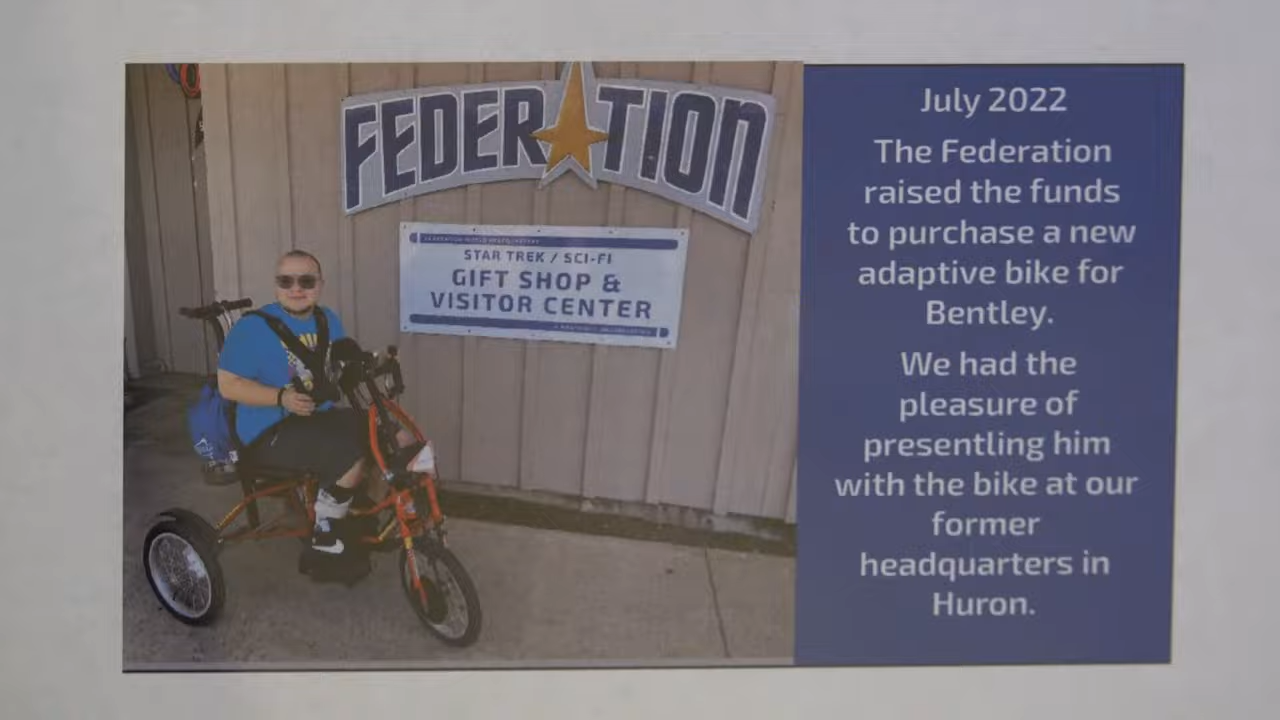 FEDERATION
STAR TREK / SCI-FI
GIFT SHOP &
VISITOR CENTER
July 2022
The Federation
raised the funds
to purchase a new
adaptive bike for
Bentley.
We had the
pleasure of
presentling him
with the bike at our
former
headquarters in
Huron.